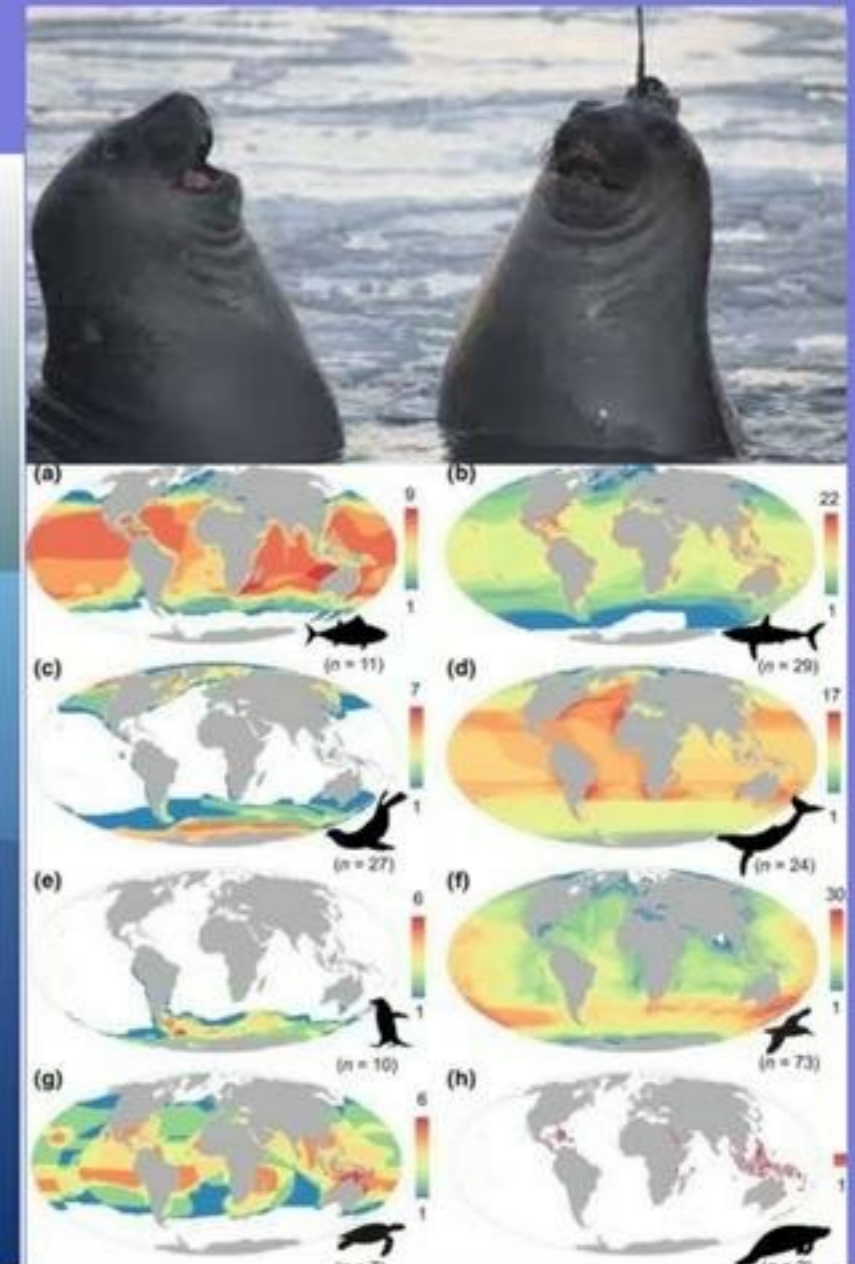 (a)
9
1
(n = 11)
(b)
22
1
(n = 29)
(c)
7
1
(n = 27)
(d)
17
1
(n = 24)
(e)
6
1
(n = 10)
(f)
30
1
(n = 73)
(g)
6
1
(h)
1